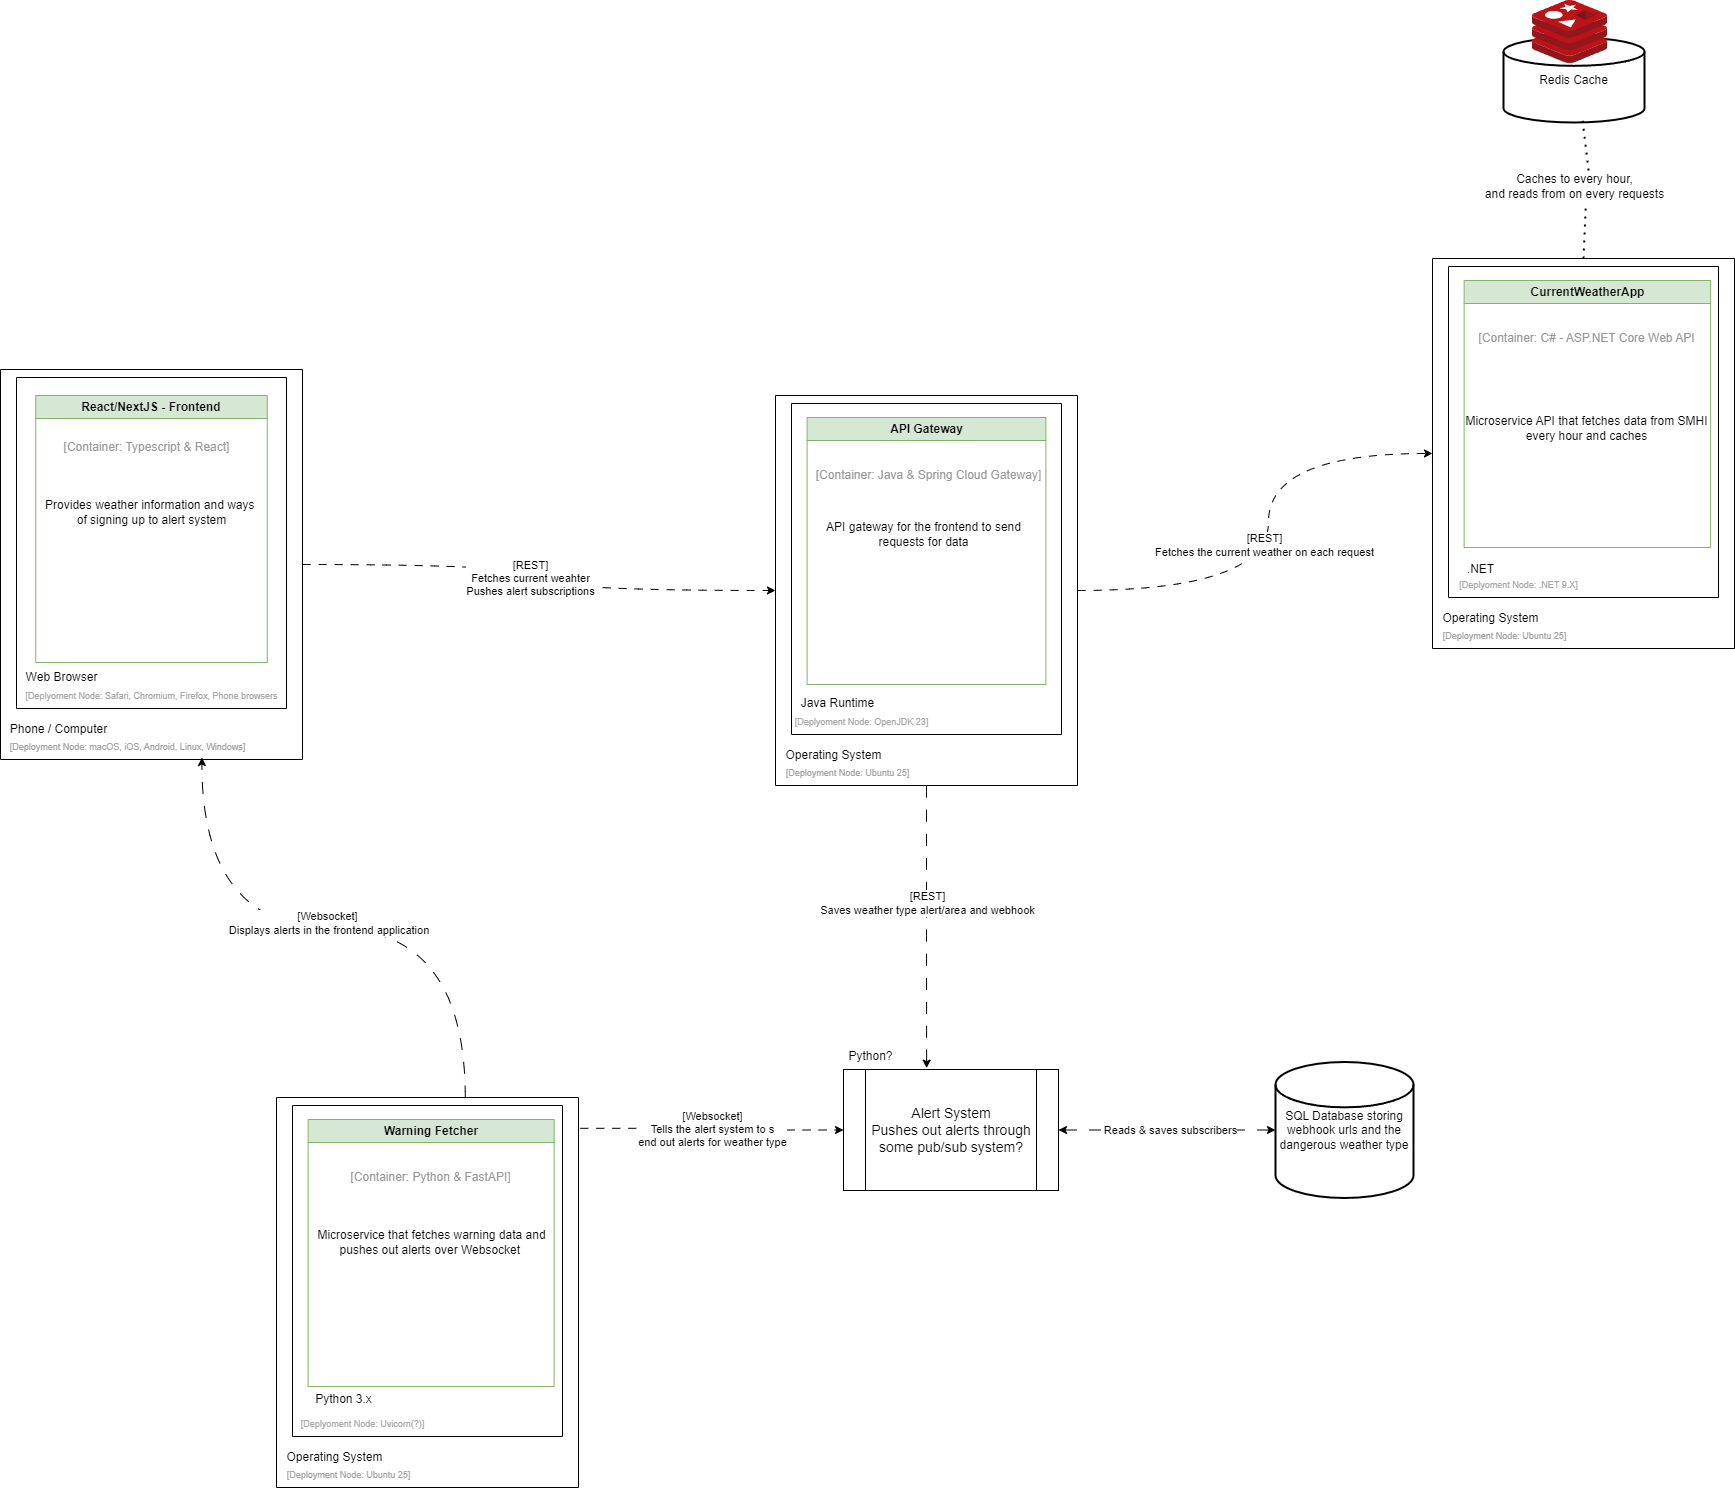 Redis Cache
Caches to every hour,
and reads from on every requests
CurrentWeatherApp
[Container: C# - ASP.NET Core Web API
Microservice API that fetches data from SMHI
every hour and caches
.NET
[Deplyoment Node: .NET 9.X]
Operating System
[Deployment Node: Ubuntu 25]
React/NextJS - Frontend
[Container: Typescript & React]
Provides weather information and ways
of signing up to alert system
Web Browser
[Deplyoment Node: Safari, Chromium, Firefox, Phone browsers
Phone / Computer
[Deployment Node: macOS, iOS, Android, Linux, Windows]
[REST]
Fetches current weahter
Pushes alert subscriptions
API Gateway
[Container: Java & Spring Cloud Gateway]
API gateway for the frontend to send
requests for data
Java Runtime
[Deplyoment Node: OpenJDK 23]
Operating System
[Deployment Node: Ubuntu 25]
[REST]
Fetches the current weather on each request
[REST]
Saves weather type alert/area and webhook
[Websocket]
Displays alerts in the frontend application
Python?
Alert System
Pushes out alerts through
some pub/sub system?
Reads & saves subscribers
SQL Database storing
webhook urls and the
dangerous weather type
[Websocket]
Tells the alert system to s
end out alerts for weather type
Warning Fetcher
[Container: Python & FastAPI]
Microservice that fetches warning data and
pushes out alerts over Websocket
Python 3.x
[Deplyoment Node: Uvicorn(?)]
Operating System
[Deployment Node: Ubuntu 25]